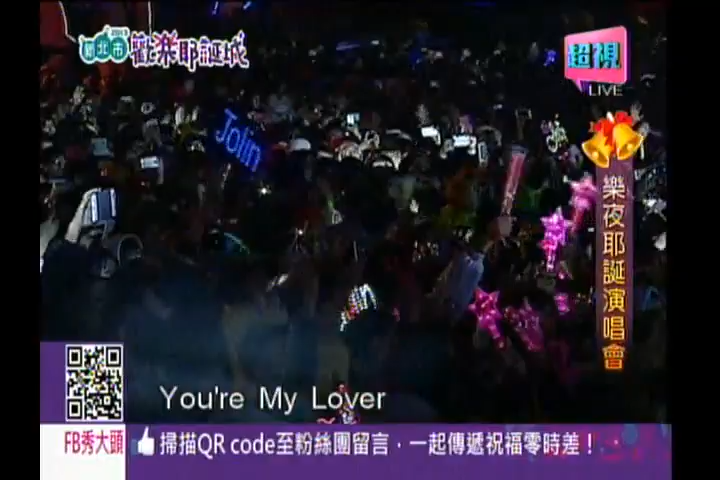 新北市 歡樂耶誕城
超視
LIVE
Jolin
樂夜耶誕演唱會
You're My Lover
FB秀大頭
掃描QR code至粉絲團留言，一起傳遞祝福零時差！